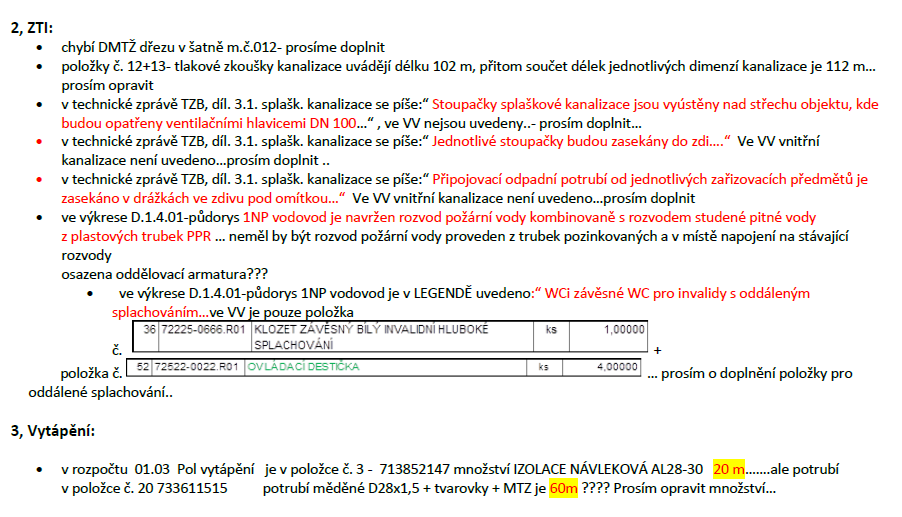 2, ZTI:
• chybí DMTŽ dřezu v šatně m.č.012- prosíme doplnit
• položky č. 12+13- tlakové zkoušky kanalizace uvádějí délku 102 m, přitom součet délek jednotlivých dimenzí kanalizace je 112 m…
prosím opravit
• v technické zprávě TZB, díl. 3.1. splašk. kanalizace se píše:“ Stoupačky splaškové kanalizace jsou vyústěny nad střechu objektu, kde
budou opatřeny ventilačními hlavicemi DN 100…“ , ve VV nejsou uvedeny..- prosím doplnit…
• v technické zprávě TZB, díl. 3.1. splašk. kanalizace se píše:“ Jednotlivé stoupačky budou zasekány do zdi….“  Ve VV vnitřní
kanalizace není uvedeno…prosím doplnit ..
• v technické zprávě TZB, díl. 3.1. splašk. kanalizace se píše:“ Připojovací odpadní potrubí od jednotlivých zařizovacích předmětů je
zasekáno v drážkách ve zdivu pod omítkou…“  Ve VV vnitřní kanalizace není uvedeno…prosím doplnit
• ve výkrese D.1.4.01-půdorys 1NP vodovod je navržen rozvod požární vody kombinovaně s rozvodem studené pitné vody
z plastových trubek PPR … neměl by být rozvod požární vody proveden z trubek pozinkovaných a v místě napojení na stávající
rozvody
osazena oddělovací armatura???
• ve výkrese D.1.4.01-půdorys 1NP vodovod je v LEGENDĚ uvedeno:“ WCi závěsné WC pro invalidy s oddáleným
splachováním…ve VV je pouze položka
č. 36 72225-0666.R01 KLOZET ZÁVĚSNÝ BÍLÝ INVALIDNÍ HLUBOKÉ ks 1,00000
SPLACHOVÁNÍ +
položka č. 52 72522-0022.R01 OVLÁDACÍ DESTIČKA ks 4,00000 … prosím o doplnění položky pro
oddálené splachování..
3, Vytápění:
• v rozpočtu  01.03  Pol vytápění   je v položce č. 3 -  713852147 množství IZOLACE NÁVLEKOVÁ AL28-30   20 m…….ale potrubí
v položce č. 20 733611515 potrubí měděné D28x1,5 + tvarovky + MTZ je 60m ???? Prosím opravit množství…